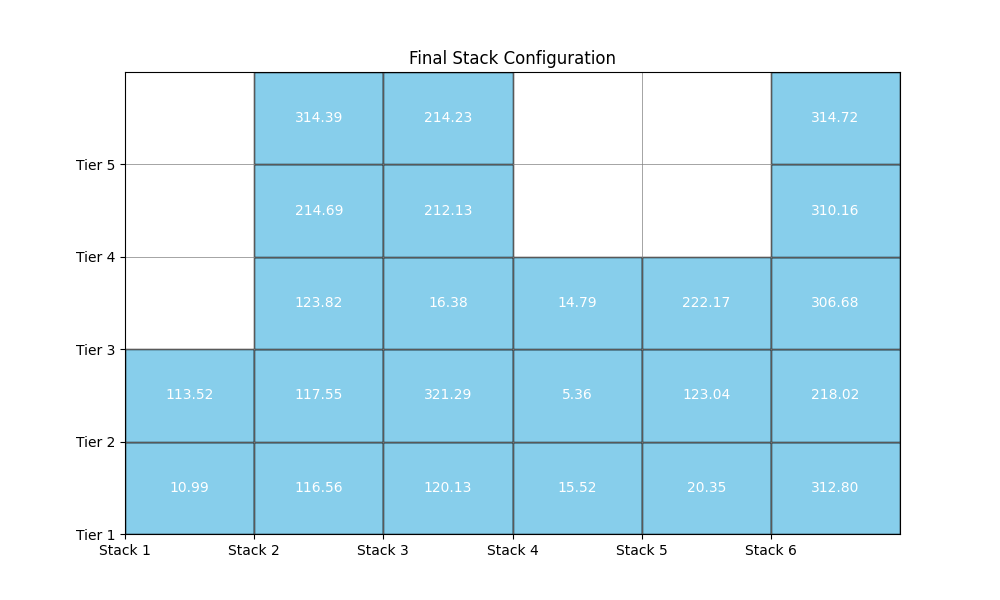 Final Stack Configuration
314.39 214.23 314.72
Tier 5
214.69 212.13 310.16
Tier 4
123.82 16.38 14.79 222.17 306.68
Tier 3
113.52 117.55 321.29 5.36 123.04 218.02
Tier 2
10.99 116.56 120.13 15.52 20.35 312.80
Tier 1
Stack 1 Stack 2 Stack 3 Stack 4 Stack 5 Stack 6